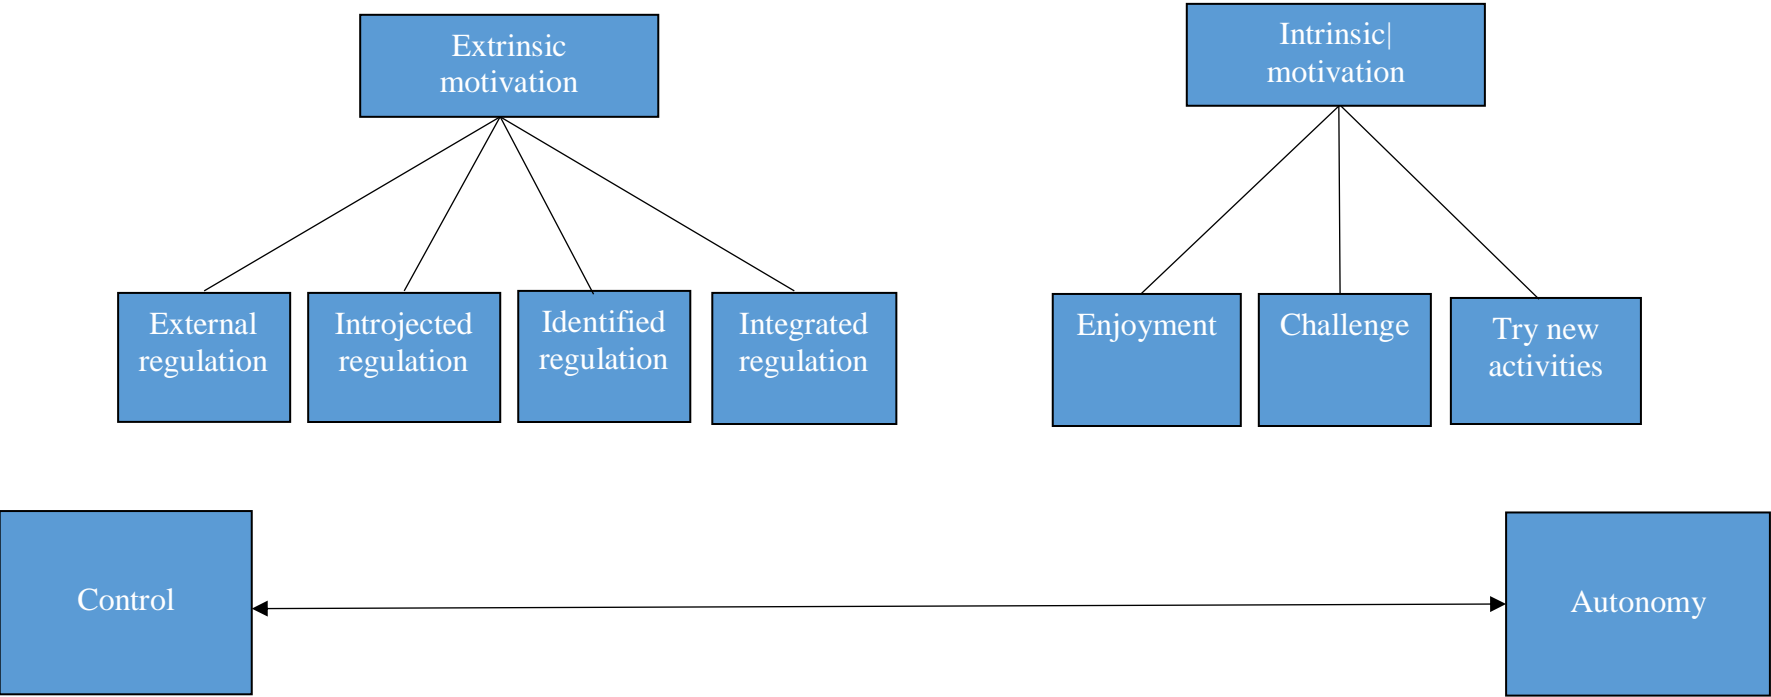 Extrinsic
motivation
Intrinsic|
motivation
External
regulation
Introjected
regulation
Identified
regulation
Integrated
regulation
Enjoyment
Challenge
Try new
activities
Control
Autonomy